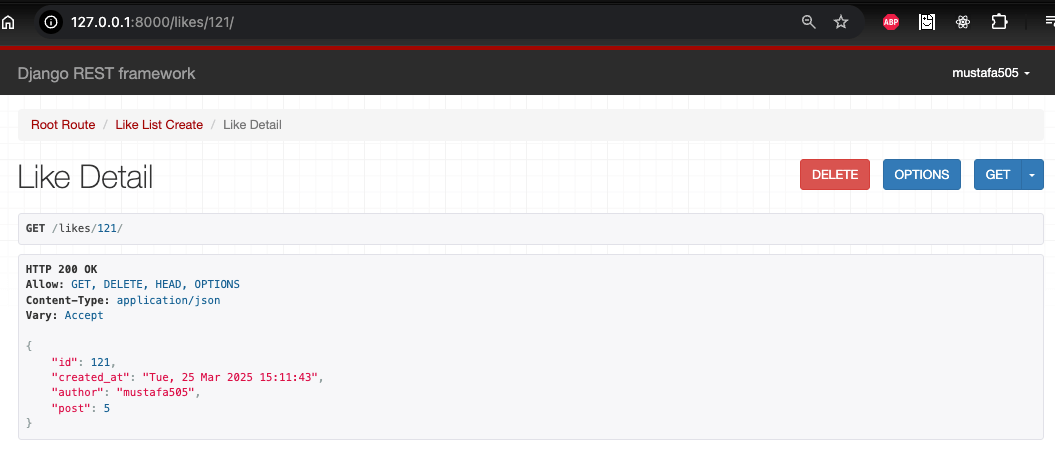 127.0.0.1:8000/likes/121/
ABP
Django REST framework
mustafa505
Root Route / Like List Create / Like Detail
Like Detail
DELETE
OPTIONS
GET
GET /likes/121/
HTTP 200 OK
Allow: GET, DELETE, HEAD, OPTIONS
Content-Type: application/json
Vary: Accept
{
"id": 121,
"created_at": "Tue, 25 Mar 2025 15:11:43",
"author": "mustafa505",
"post": 5
}